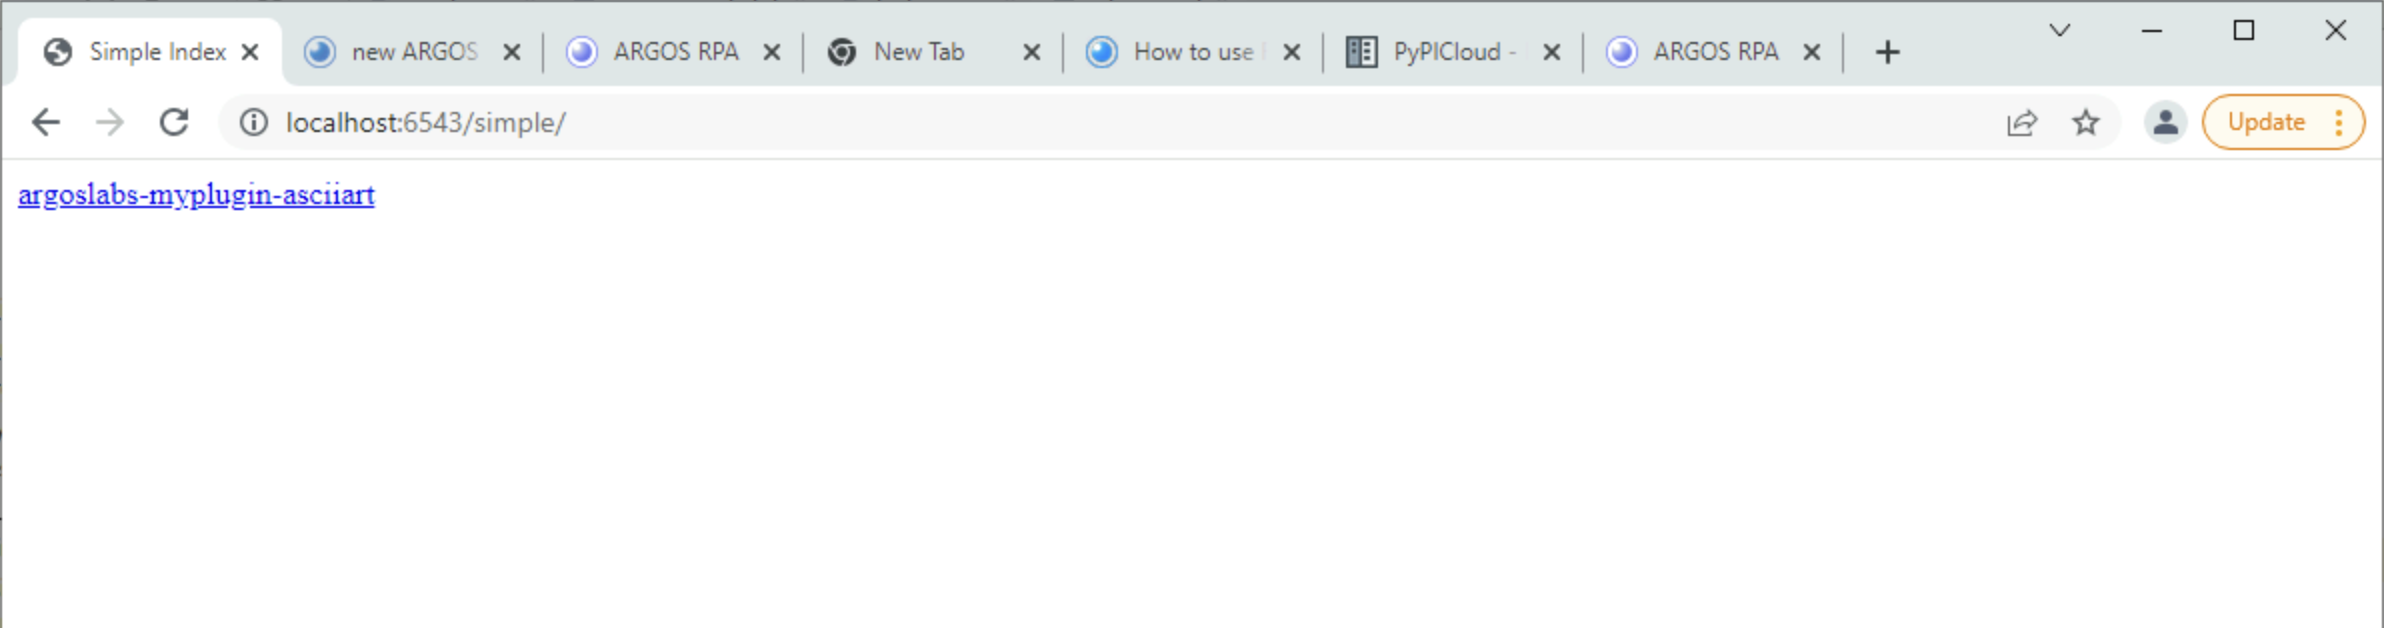 Simple Index new ARGOS ARGOS RPA New Tab How to use PyPICloud - ARGOS RPA
localhost:6543/simple/ Update
argoslabs-myplugin-asciiart